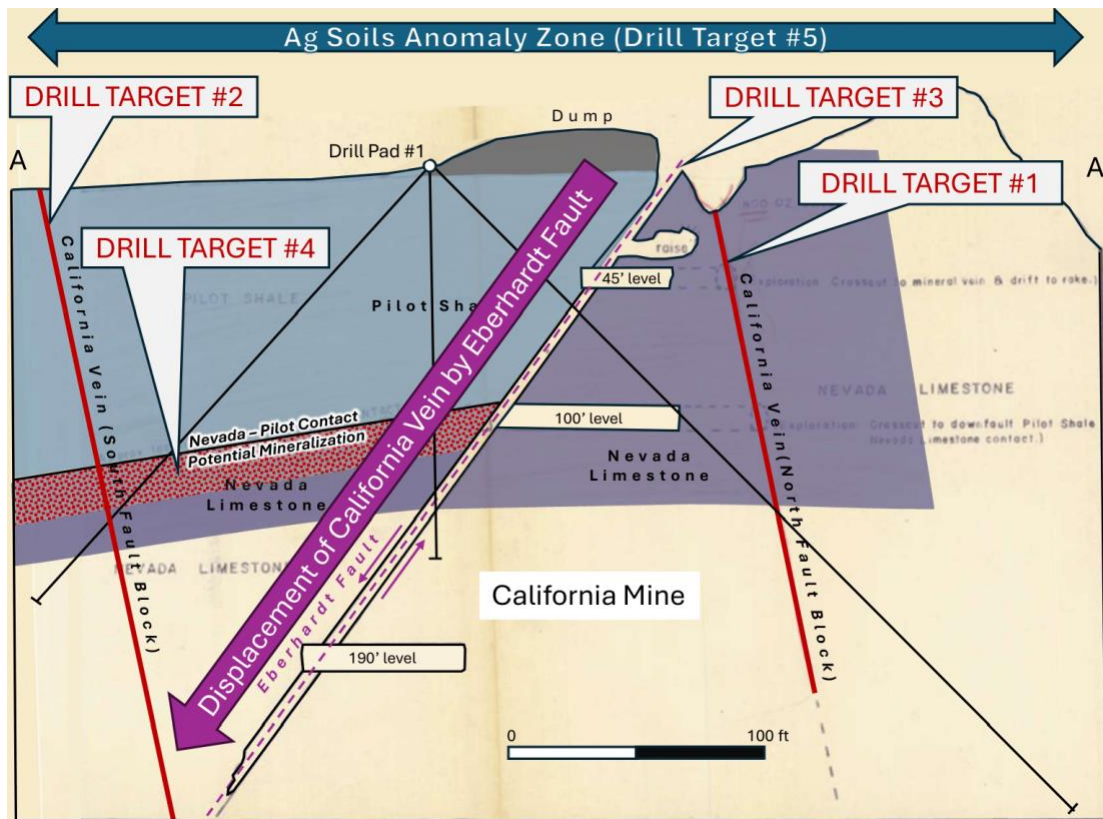 Ag Soils Anomaly Zone (Drill Target #5)
DRILL TARGET #2
DRILL TARGET #3
Dump
Drill Pad #1
A
A
DRILL TARGET #1
DRILL TARGET #4
raise
45' level
Exploration: Crosscut to mineral vein & drift to rake.)
PILOT SHALE
Pilot Sha
California Vein (South Fault Block)
Displacement of California Vein by Eberhardt Fault
California Vein (North Fault Block)
NEVADA LIMESTONE
Nevada – Pilot Contact
Potential Mineralization
100' level
Exploration: Crosscut to downfault Pilot Shale
Nevada Limestone contact.)
Nevada
Limestone
Nevada
Limestone
NEVADA LIMESTONE
Eberhardt Fault
California Mine
190' level
0
100 ft